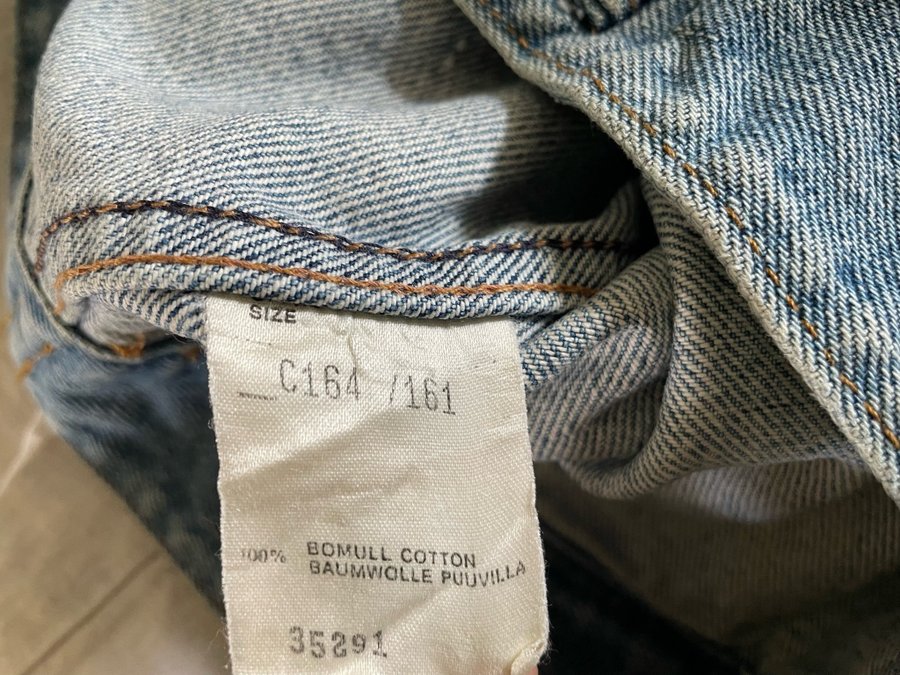 SIZE
C164 /161
100% BOMULL COTTON
BAUMWOLLE PUUVILLA
35291